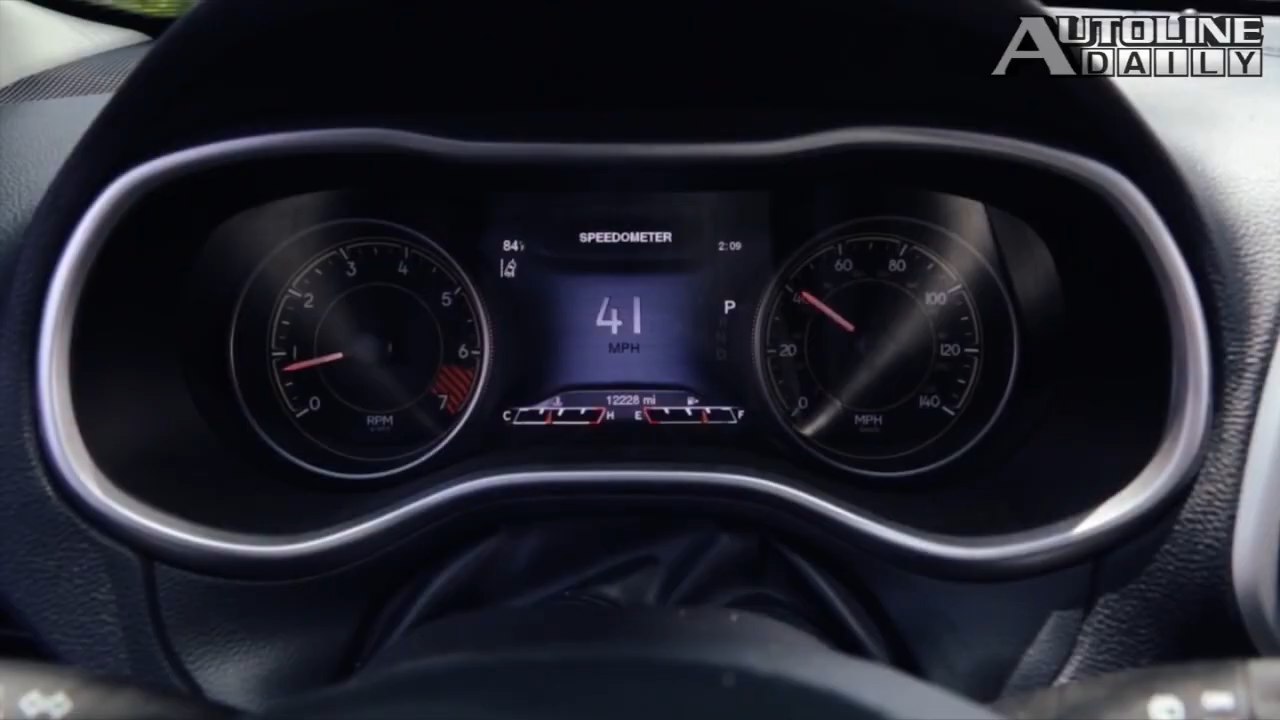 AUTOLINE
DAILY
84°F
SPEEDOMETER
2:09
41
MPH
P
R
N
D
12228 mi
C H E F
0 1 2 3 4 5 6 7
RPM
0 20 40 60 80 100 120 140
MPH